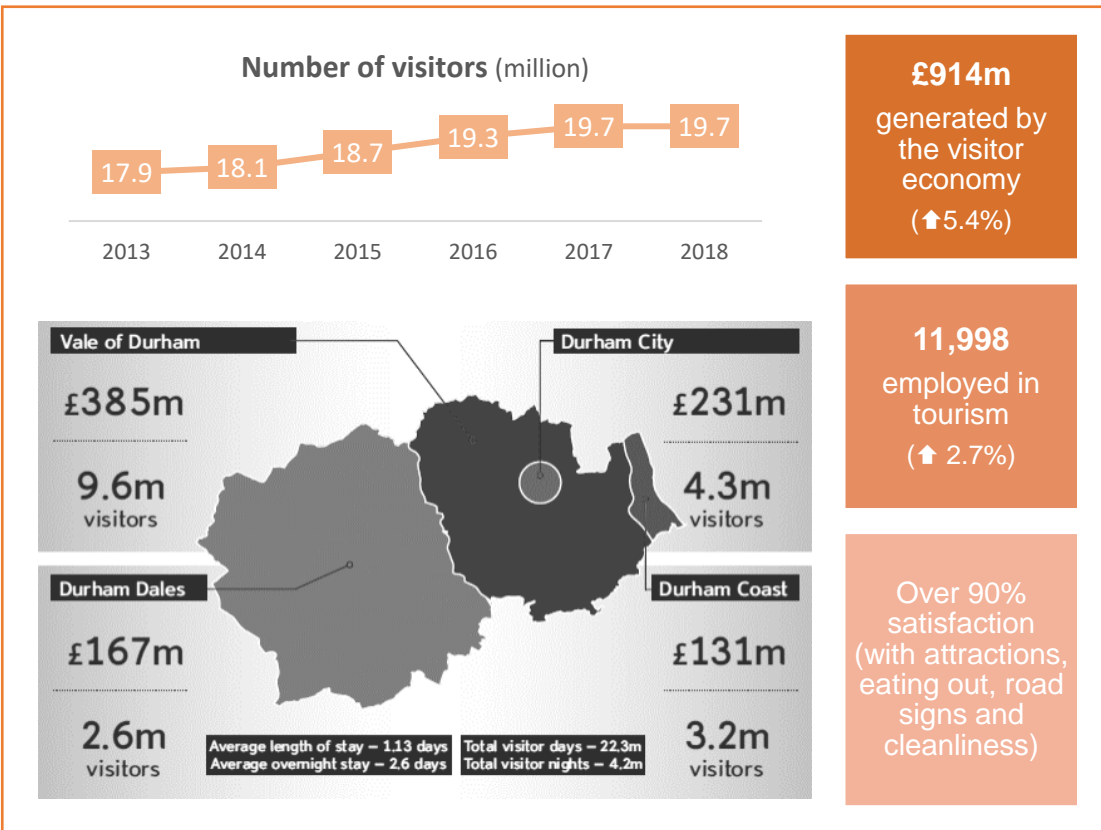 Number of visitors (million)
17.9
18.1
18.7
19.3
19.7
19.7
2013
2014
2015
2016
2017
2018
£914m
generated by
the visitor
economy
(⬆5.4%)
11,998
employed in
tourism
(⬆ 2.7%)
Over 90%
satisfaction
(with attractions,
eating out, road
signs and
cleanliness)
Vale of Durham
£385m
9.6m
visitors
Durham City
£231m
4.3m
visitors
Durham Dales
£167m
2.6m
visitors
Durham Coast
£131m
3.2m
visitors
Average length of stay – 1.13 days
Average overnight stay – 2.6 days
Total visitor days – 22.3m
Total visitor nights – 4.2m